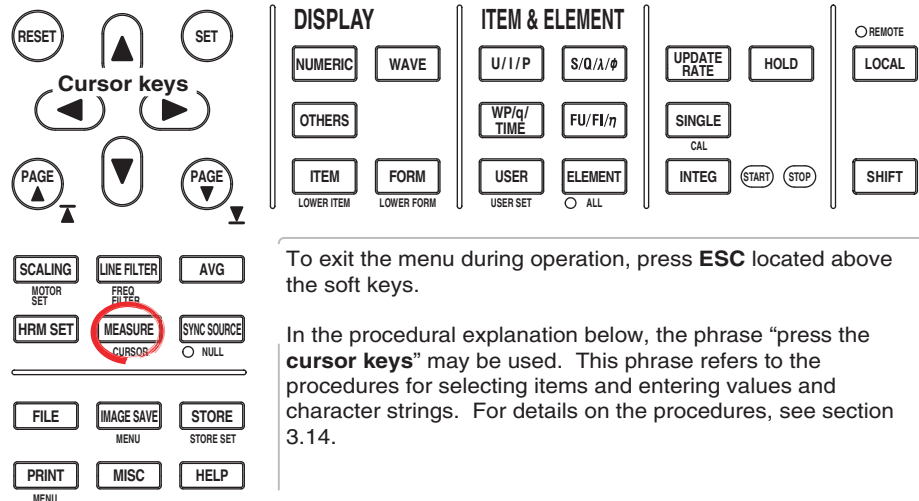 RESET
SET
Cursor keys
PAGE
PAGE
DISPLAY
NUMERIC
WAVE
OTHERS
ITEM
FORM
LOWER ITEM
LOWER FORM
ITEM & ELEMENT
U / I / P
S/Q/λ/ϕ
WP/q/
TIME
FU/FI/η
USER
ELEMENT
USER SET
ALL
UPDATE
RATE
HOLD
SINGLE
CAL
INTEG
START
STOP
REMOTE
LOCAL
SHIFT
SCALING
LINE FILTER
AVG
MOTOR
SET
FREQ
FILTER
HRM SET
MEASURE
SYNC SOURCE
CURSOR
NULL
FILE
IMAGE SAVE
STORE
MENU
STORE SET
PRINT
MISC
HELP
MENU
To exit the menu during operation, press ESC located above
the soft keys.
In the procedural explanation below, the phrase “press the
cursor keys” may be used. This phrase refers to the
procedures for selecting items and entering values and
character strings. For details on the procedures, see section
3.14.